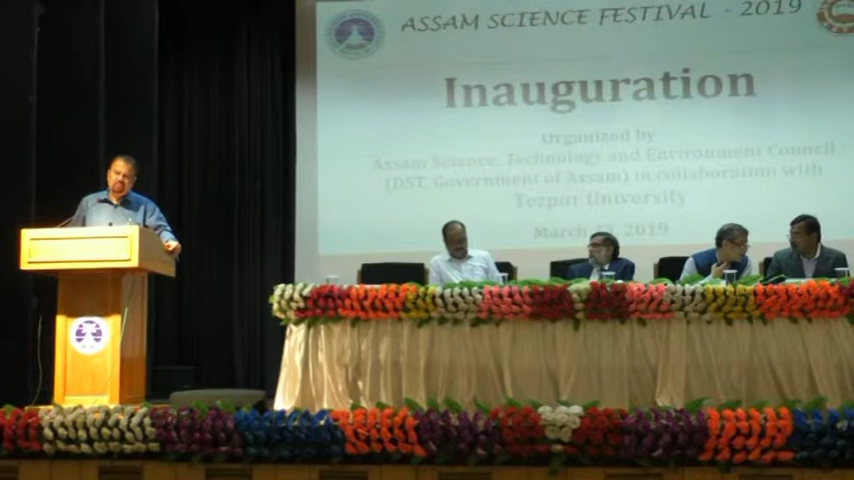 ASSAM SCIENCE FESTIVAL - 2019
Inauguration
Organized by
Assam Science, Technology and Environment Council
(DST, Government of Assam) in collaboration with
Tezpur University
March 2019